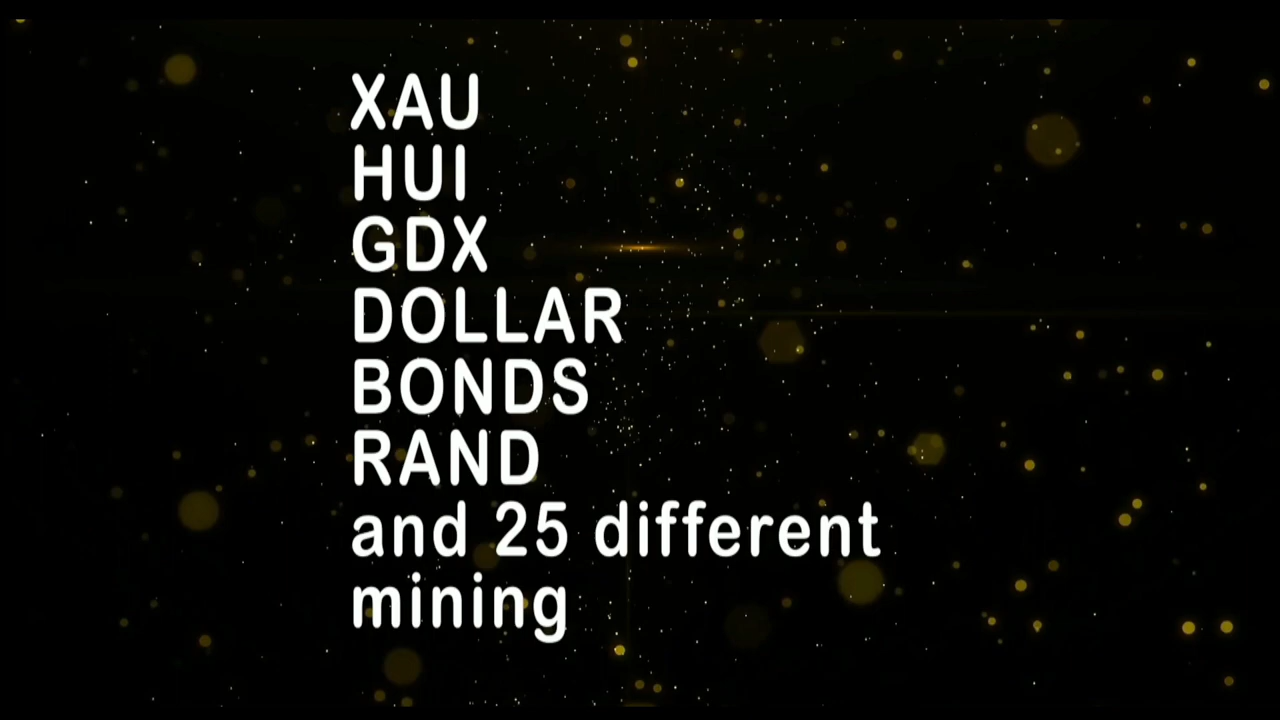 XAU
HUI
GDX
DOLLAR
BONDS
RAND
and 25 different
mining